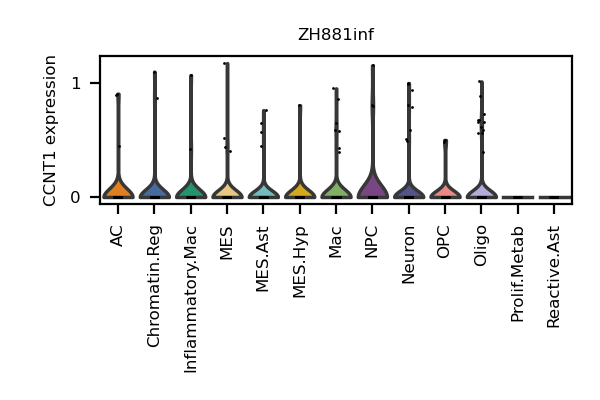 ZH881inf
CCNT1 expression
1
0
AC
Chromatin.Reg
Inflammatory.Mac
MES
MES.Ast
MES.Hyp
Mac
NPC
Neuron
OPC
Oligo
Prolif.Metab
Reactive.Ast